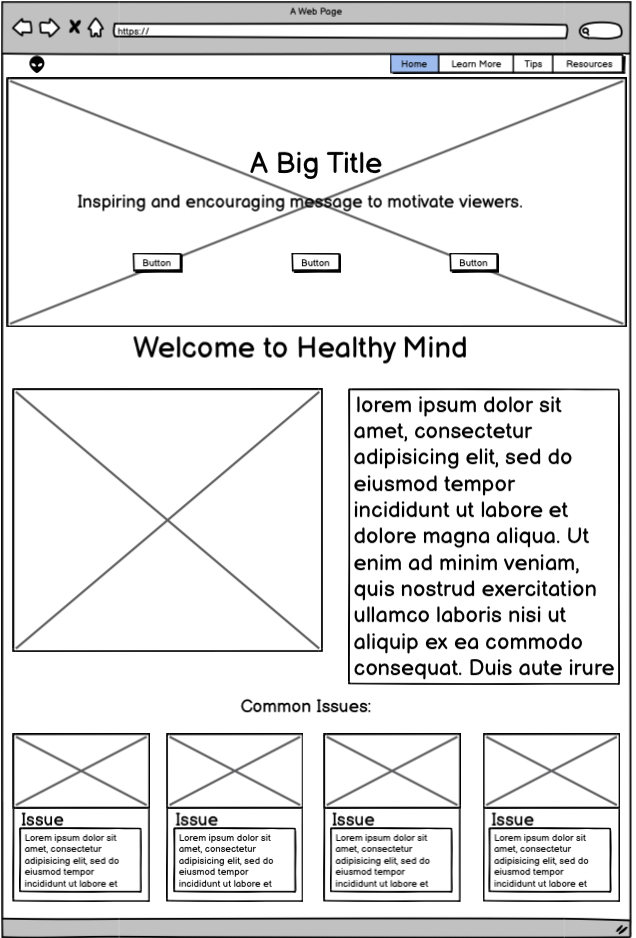 A Web Page
https://
Home Learn More Tips Resources
A Big Title
Inspiring and encouraging message to motivate viewers.
Button Button Button
Welcome to Healthy Mind
lorem ipsum dolor sit
amet, consectetur
adipisicing elit, sed do
eiusmod tempor
incididunt ut labore et
dolore magna aliqua. Ut
enim ad minim veniam,
quis nostrud exercitation
ullamco laboris nisi ut
aliquip ex ea commodo
consequat. Duis aute irure
Common Issues:
Issue
Lorem ipsum dolor sit
amet, consectetur
adipisicing elit, sed do
eiusmod tempor
incididunt ut labore et
Issue
Lorem ipsum dolor sit
amet, consectetur
adipisicing elit, sed do
eiusmod tempor
incididunt ut labore et
Issue
Lorem ipsum dolor sit
amet, consectetur
adipisicing elit, sed do
eiusmod tempor
incididunt ut labore et
Issue
Lorem ipsum dolor sit
amet, consectetur
adipisicing elit, sed do
eiusmod tempor
incididunt ut labore et